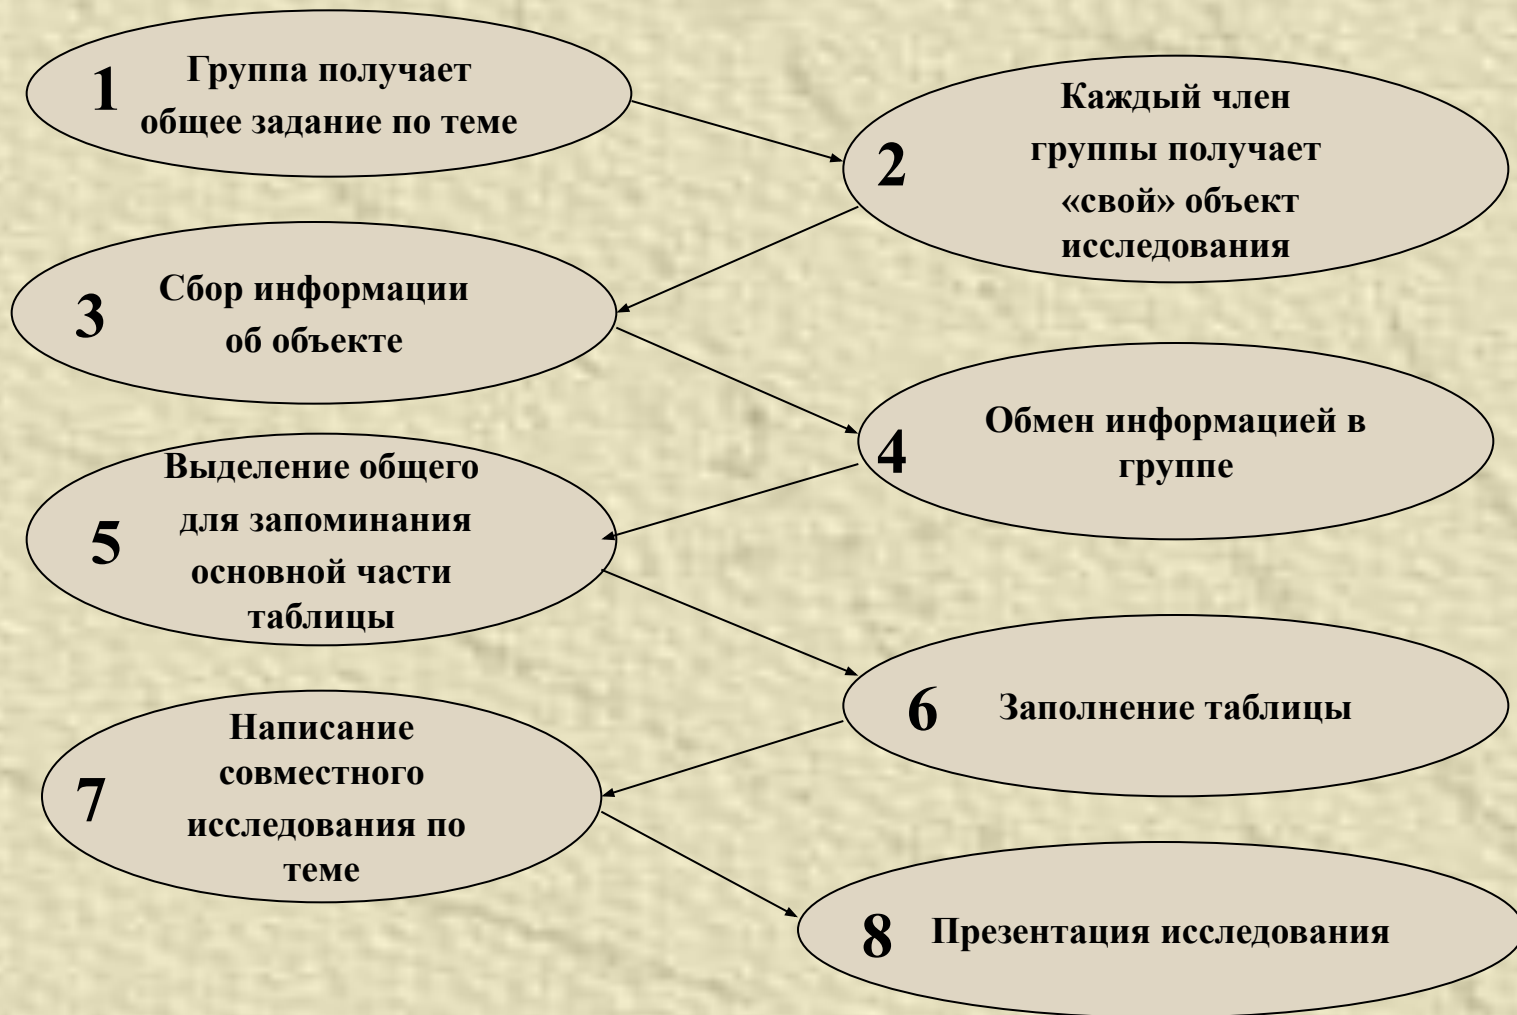 1
Группа получает
общее задание по теме
2
Каждый член
группы получает
«свой» объект
исследования
3
Сбор информации
об объекте
4
Обмен информацией в
группе
5
Выделение общего
для запоминания
основной части
таблицы
6
Заполнение таблицы
7
Написание
совместного
исследования по
теме
8
Презентация исследования